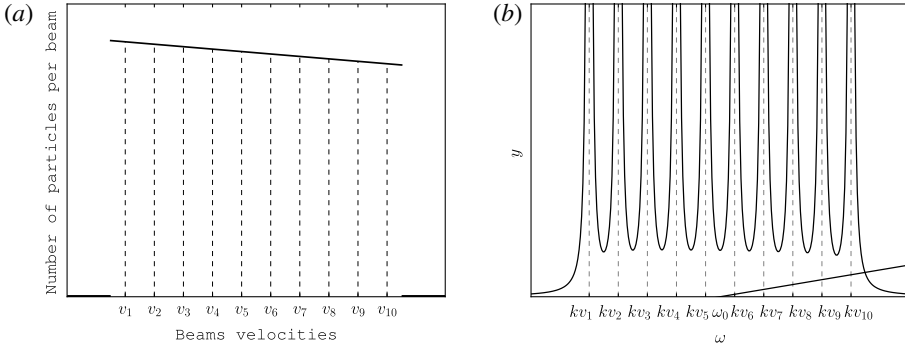 (a)
Number of particles per beam
v₁ v₂ v₃ v₄ v₅ v₆ v₇ v₈ v₉ v₁₀
Beams velocities
(b)
y
kv₁ kv₂ kv₃ kv₄ kv₅ ω₀ kv₆ kv₇ kv₈ kv₉ kv₁₀
ω